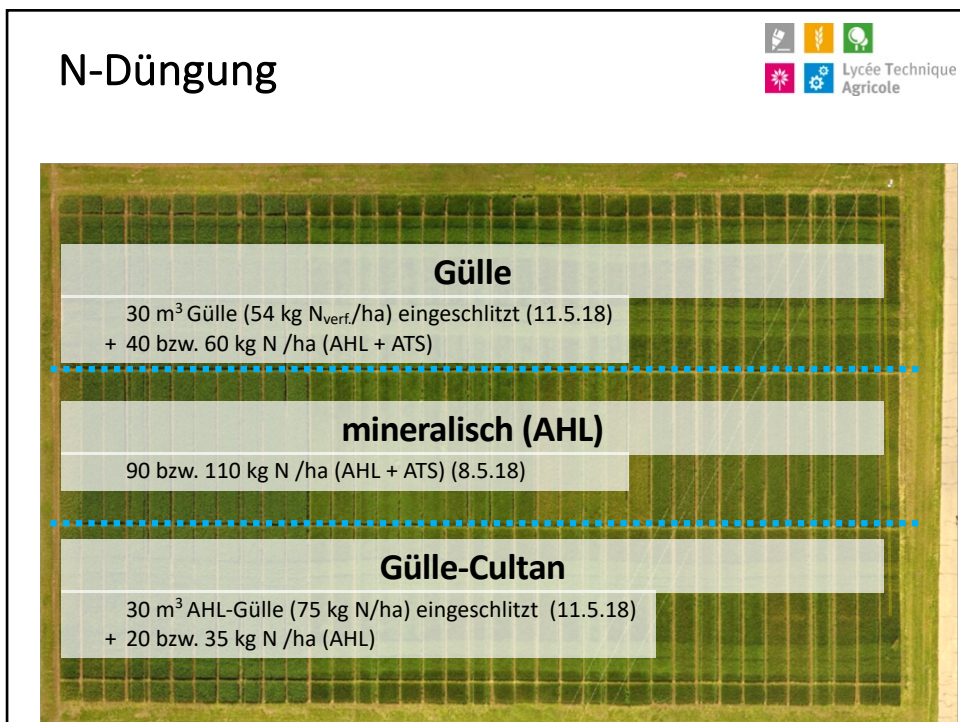 N-Düngung
Lycée Technique
Agricole
Gülle
30 m³ Gülle (54 kg Nverf./ha) eingeschlitzt (11.5.18)
+ 40 bzw. 60 kg N /ha (AHL + ATS)
mineralisch (AHL)
90 bzw. 110 kg N /ha (AHL + ATS) (8.5.18)
Gülle-Cultan
30 m³ AHL-Gülle (75 kg N/ha) eingeschlitzt (11.5.18)
+ 20 bzw. 35 kg N /ha (AHL)